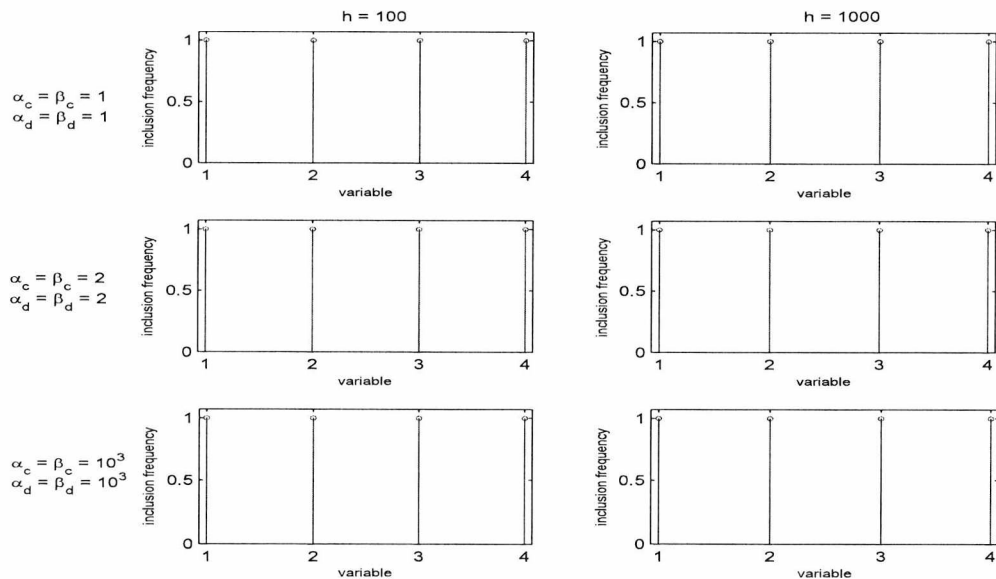 h = 100
h = 1000
α_c = β_c = 1
α_d = β_d = 1
inclusion frequency
1
0.5
0
1 2 3 4
variable
inclusion frequency
1
0.5
0
1 2 3 4
variable
α_c = β_c = 2
α_d = β_d = 2
inclusion frequency
1
0.5
0
1 2 3 4
variable
inclusion frequency
1
0.5
0
1 2 3 4
variable
α_c = β_c = 10³
α_d = β_d = 10³
inclusion frequency
1
0.5
0
1 2 3 4
variable
inclusion frequency
1
0.5
0
1 2 3 4
variable